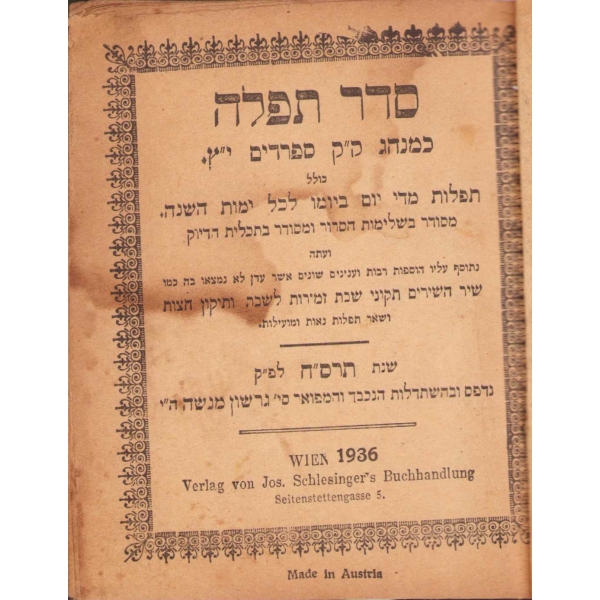 סדר תפלה
כמנהג ק"ק ספרדים י"ץ.
כולל
תפלות מדי יום ביומו לכל ימות השנה.
מסודר בשלימות הסדור ומסודר בתכלית הדיוק
ועתה
נתוסף עליו הוספות רבות וענינים שונים אשר עדן לא נמצאו בה כמו
שיר השירים תקוני שבת זמירות לשבת, ותיקון חצות
ושאר תפלות נאות ומועילות.
שנת תרס"ח לפ"ק
נדפס ובהשתדלות הנכבד והמפואר סי' גרשון מנשה ה"י
WIEN 1936
Verlag von Jos. Schlesinger's Buchhandlung
Seitenstettengasse 5.
Made in Austria